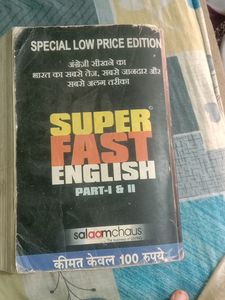 SPECIAL LOW PRICE EDITION
अंग्रेजी सीखने का
भारत का सबसे तेज, सबसे जानदार और
सबसे अलग तरीका
SUPER
FAST
ENGLISH
PART-I & II
salaamchaus
कीमत केवल 100 रुपये